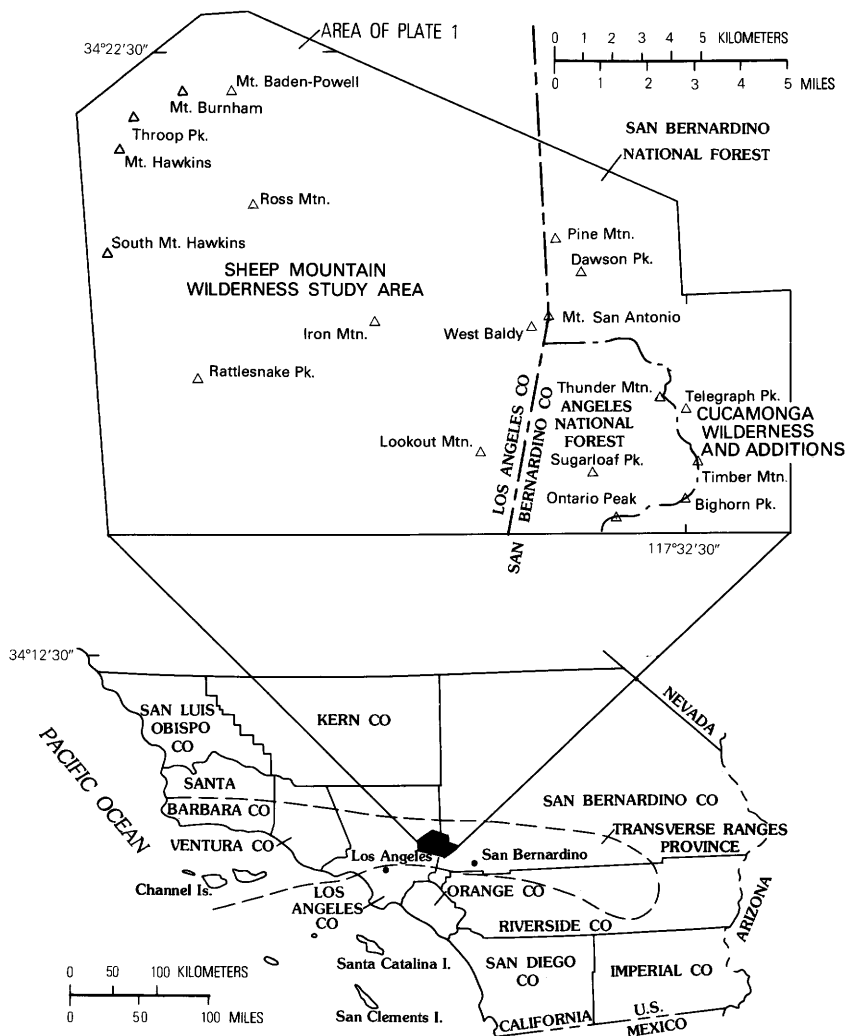 AREA OF PLATE 1
34°22'30"
0 1 2 3 4 5 KILOMETERS
0 1 2 3 4 5 MILES
Mt. Baden-Powell
Mt. Burnham
Throop Pk.
Mt. Hawkins
SAN BERNARDINO
NATIONAL FOREST
Ross Mtn.
South Mt. Hawkins
Pine Mtn.
Dawson Pk.
SHEEP MOUNTAIN
WILDERNESS STUDY AREA
Iron Mtn.
West Baldy
Mt. San Antonio
Rattlesnake Pk.
Thunder Mtn.
Telegraph Pk.
ANGELES
NATIONAL
FOREST
CUCAMONGA
WILDERNESS
AND ADDITIONS
LOS ANGELES CO
SAN BERNARDINO CO
Lookout Mtn.
Sugarloaf Pk.
Timber Mtn.
Ontario Peak
Bighorn Pk.
117°32'30"
34°12'30"
SAN LUIS
OBISPO
CO
KERN CO
NEVADA
PACIFIC OCEAN
SANTA
BARBARA CO
SAN BERNARDINO CO
VENTURA CO
TRANSVERSE RANGES
PROVINCE
Los Angeles
San Bernardino
Channel Is.
LOS
ANGELES
CO
ORANGE CO
RIVERSIDE CO
ARIZONA
Santa Catalina I.
SAN DIEGO
CO
IMPERIAL CO
0 50 100 KILOMETERS
0 50 100 MILES
San Clements I.
CALIFORNIA
U.S.
MEXICO